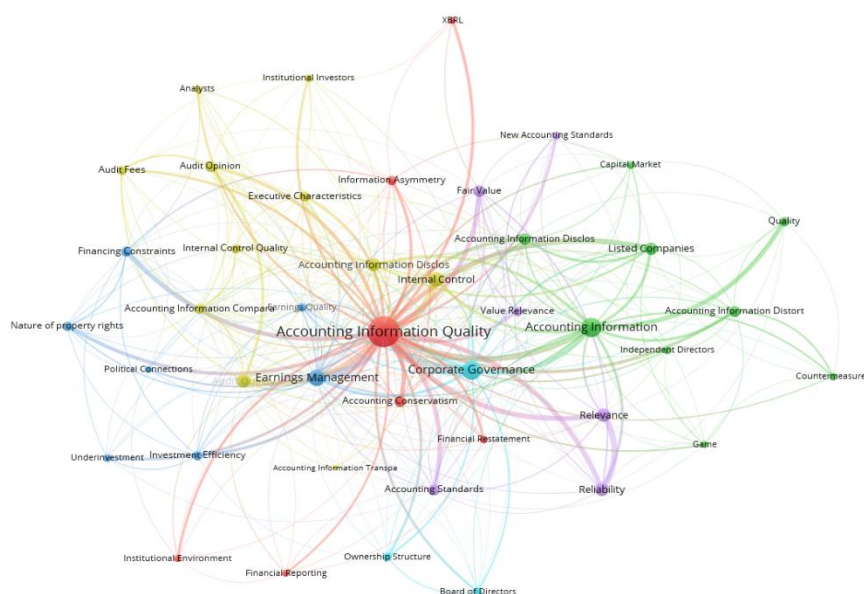 XBRL
Institutional Investors
Analysts
New Accounting Standards
Capital Market
Audit Opinion
Audit Fees
Information Asymmetry
Fair Value
Executive Characteristics
Quality
Accounting Information Disclos
Internal Control Quality
Listed Companies
Financing Constraints
Accounting Information Disclos
Internal Control
Earnings Quality
Accounting Information Compara
Value Relevance
Accounting Information Distort
Nature of property rights
Accounting Information Quality
Accounting Information
Independent Directors
Political Connections
Corporate Governance
Countermeasure
Earnings Management
Accounting Conservatism
Relevance
Financial Restatement
Game
Underinvestment
Investment Efficiency
Accounting Information Transpa
Accounting Standards
Reliability
Institutional Environment
Ownership Structure
Financial Reporting
Board of Directors